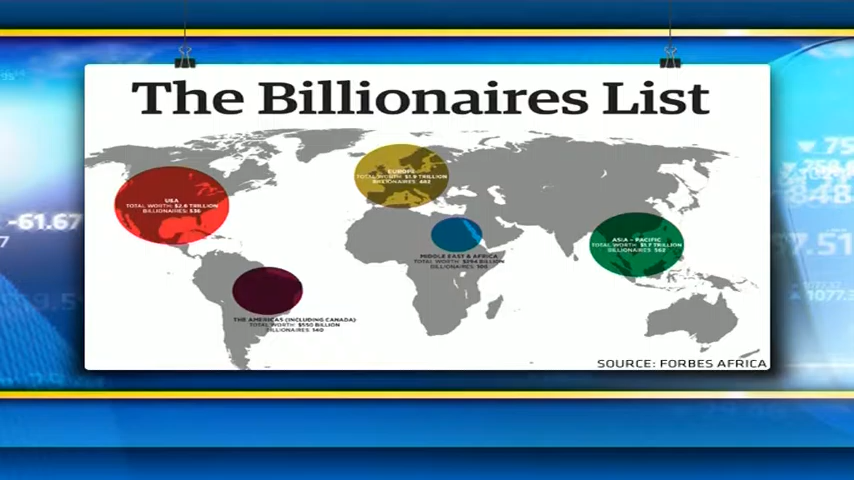 The Billionaires List
USA
TOTAL WORTH: $2.6 TRILLION
BILLIONAIRES: 536
EUROPE
TOTAL WORTH: $1.9 TRILLION
BILLIONAIRES: 482
MIDDLE EAST & AFRICA
TOTAL WORTH: $294 BILLION
BILLIONAIRES:
ASIA - PACIFIC
TOTAL WORTH: $1.7 TRILLION
BILLIONAIRES: 562
THE AMERICAS (INCLUDING CANADA)
TOTAL WORTH: $550 BILLION
BILLIONAIRES: 140
SOURCE: FORBES AFRICA
-61.67